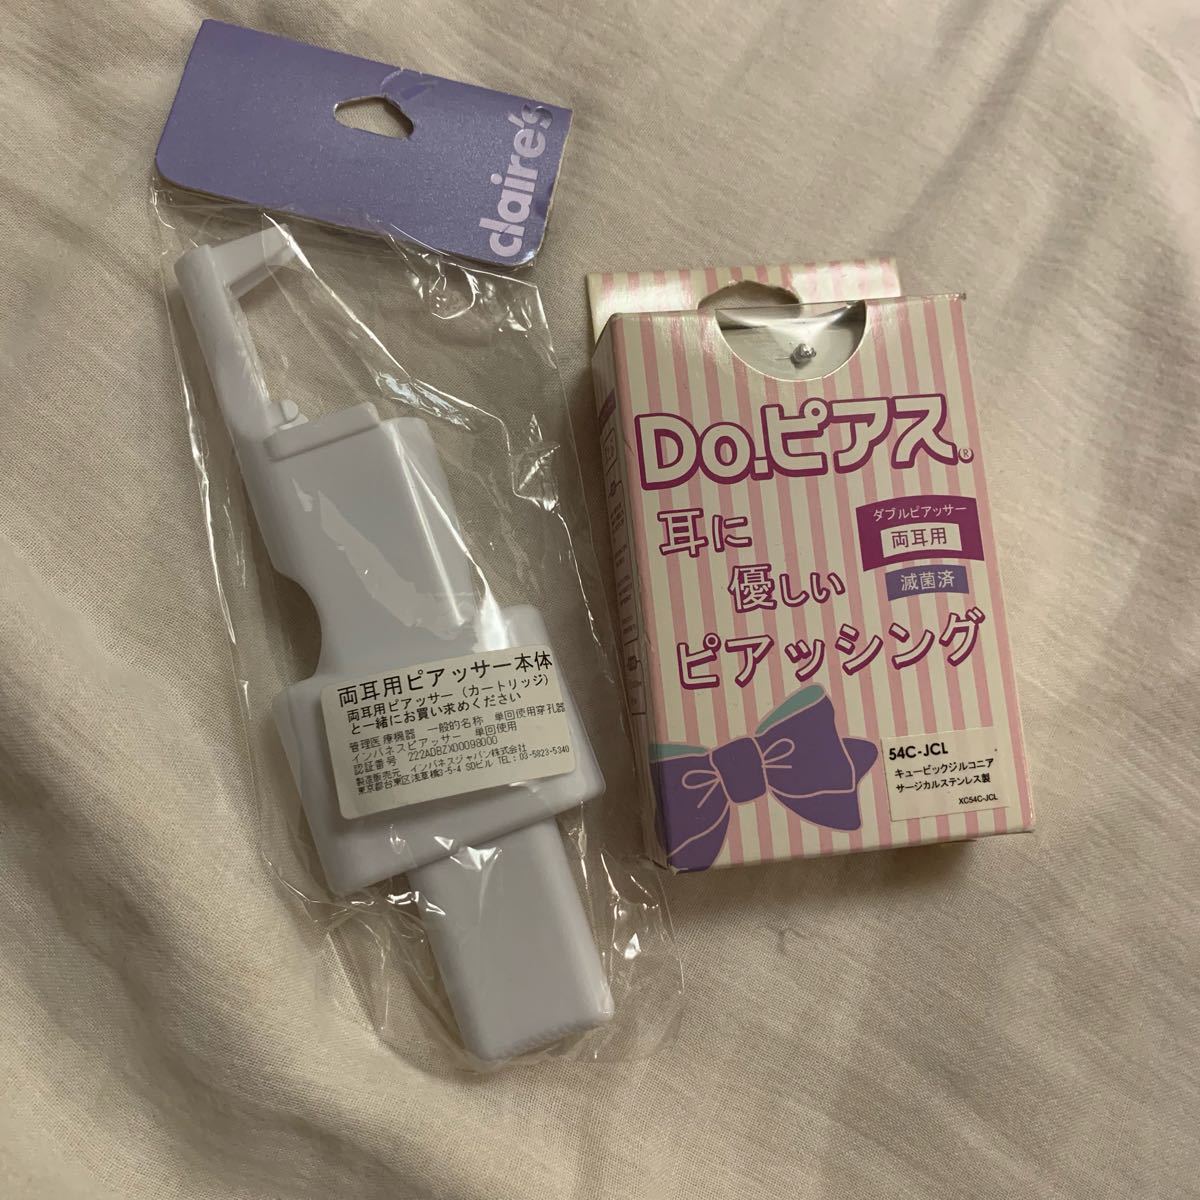 claire's
両耳用ピアッサー本体
両耳用ピアッサー（カートリッジ）
と一緒にお買い求めください
管理医療機器　一般的名称　単回使用穿孔器
インバネスピアッサー　単回使用
認証番号　222ADBZX00098000
製造販売元　インバネスジャパン株式会社
東京都台東区浅草橋3-5-4 SDビル TEL：03-5823-5340
Do.ピアス®
ダブルピアッサー
両耳用
滅菌済
耳に
優しい
ピアッシング
54C-JCL
キュービックジルコニア
サージカルステンレス製
XC54C-JCL